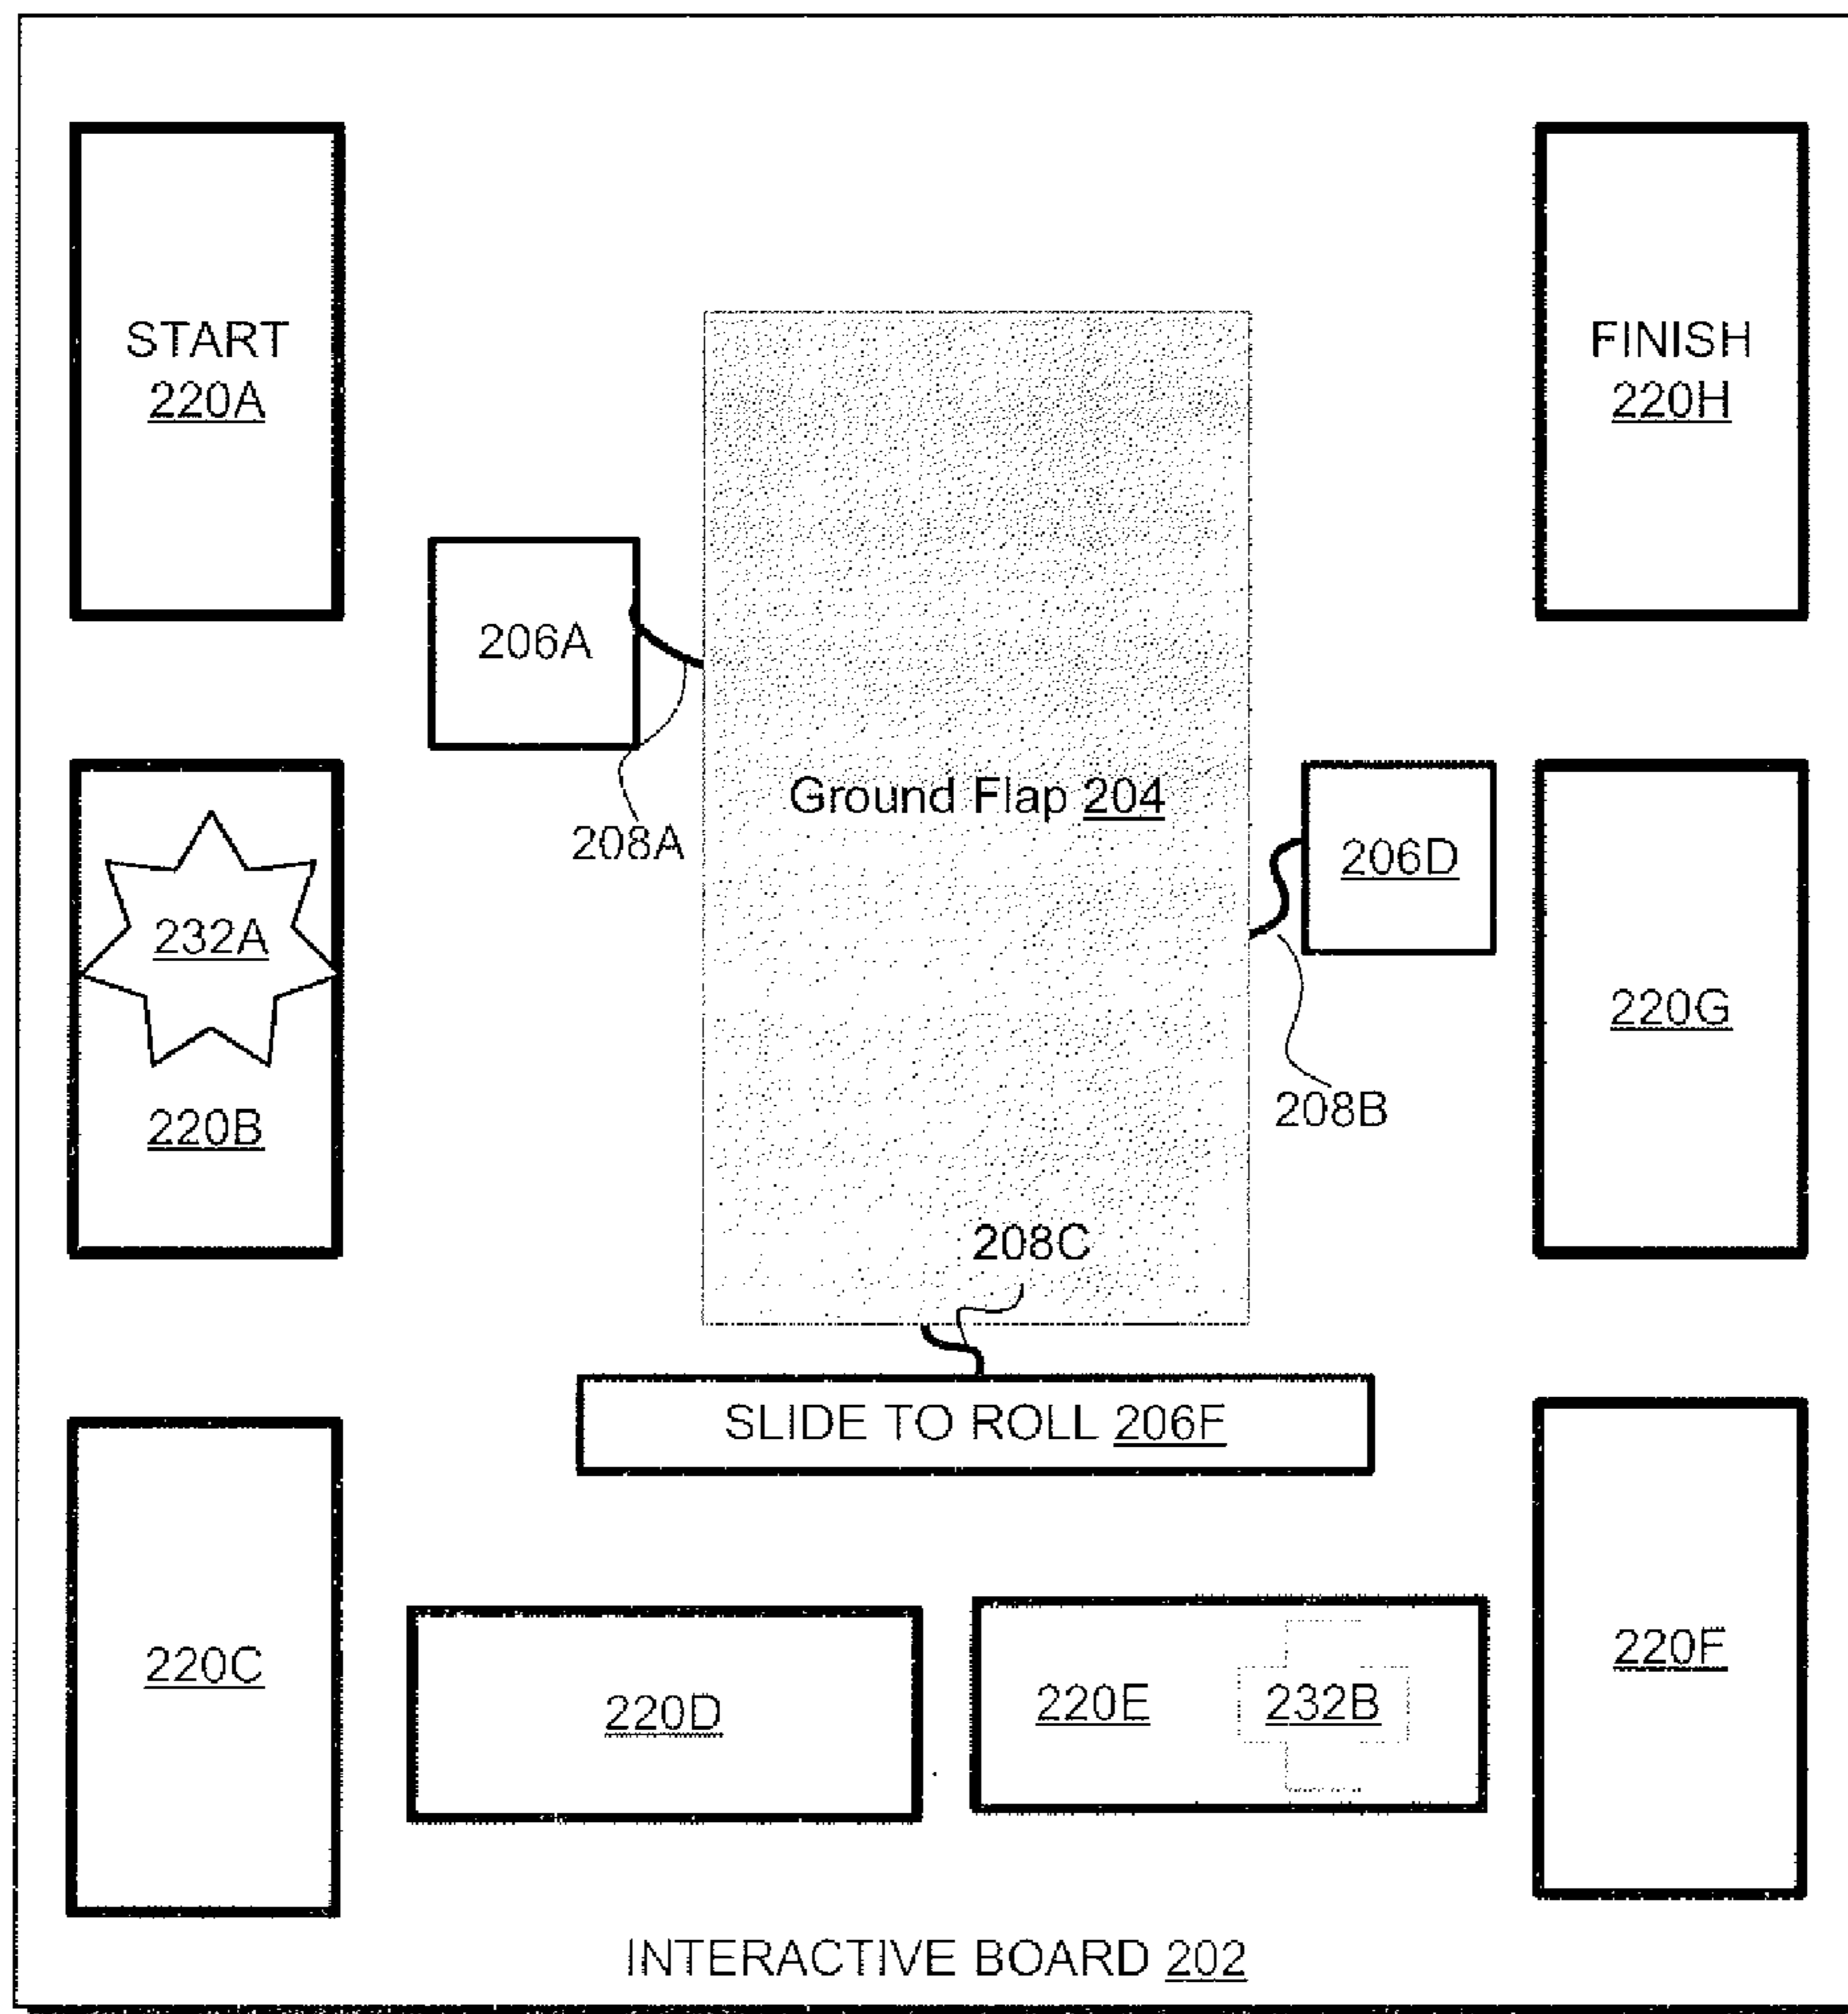 START
220A
FINISH
220H
206A
208A
Ground Flap 204
206D
232A
220B
208B
220G
208C
SLIDE TO ROLL 206F
220C
220D
220E
232B
220F
INTERACTIVE BOARD 202